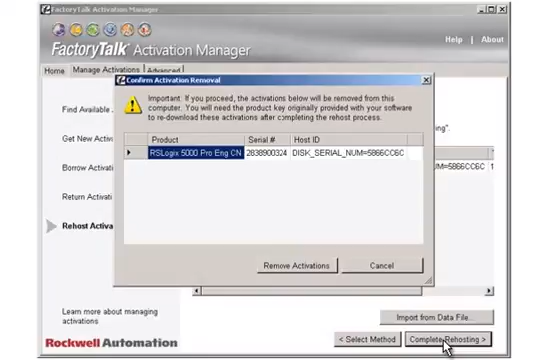 FactoryTalk Activation Manager
FactoryTalk Activation Manager
Help | About
Home Manage Activations Advanced
Find Available
Get New Activ
Borrow Activati
Return Activati
Rehost Activa
Confirm Activation Removal
Important: If you proceed, the activations below will be removed from this
computer. You will need the product key originally provided with your software
to re-download these activations after completing the rehost process.
Product Serial # Host ID
RSLogix 5000 Pro Eng CN 2838900324 DISK_SERIAL_NUM=5866CC6C
Remove Activations Cancel
ng".
UM=5866CC6C 1
Learn more about managing
activations
Import from Data File...
< Select Method Complete Rehosting >
Rockwell Automation